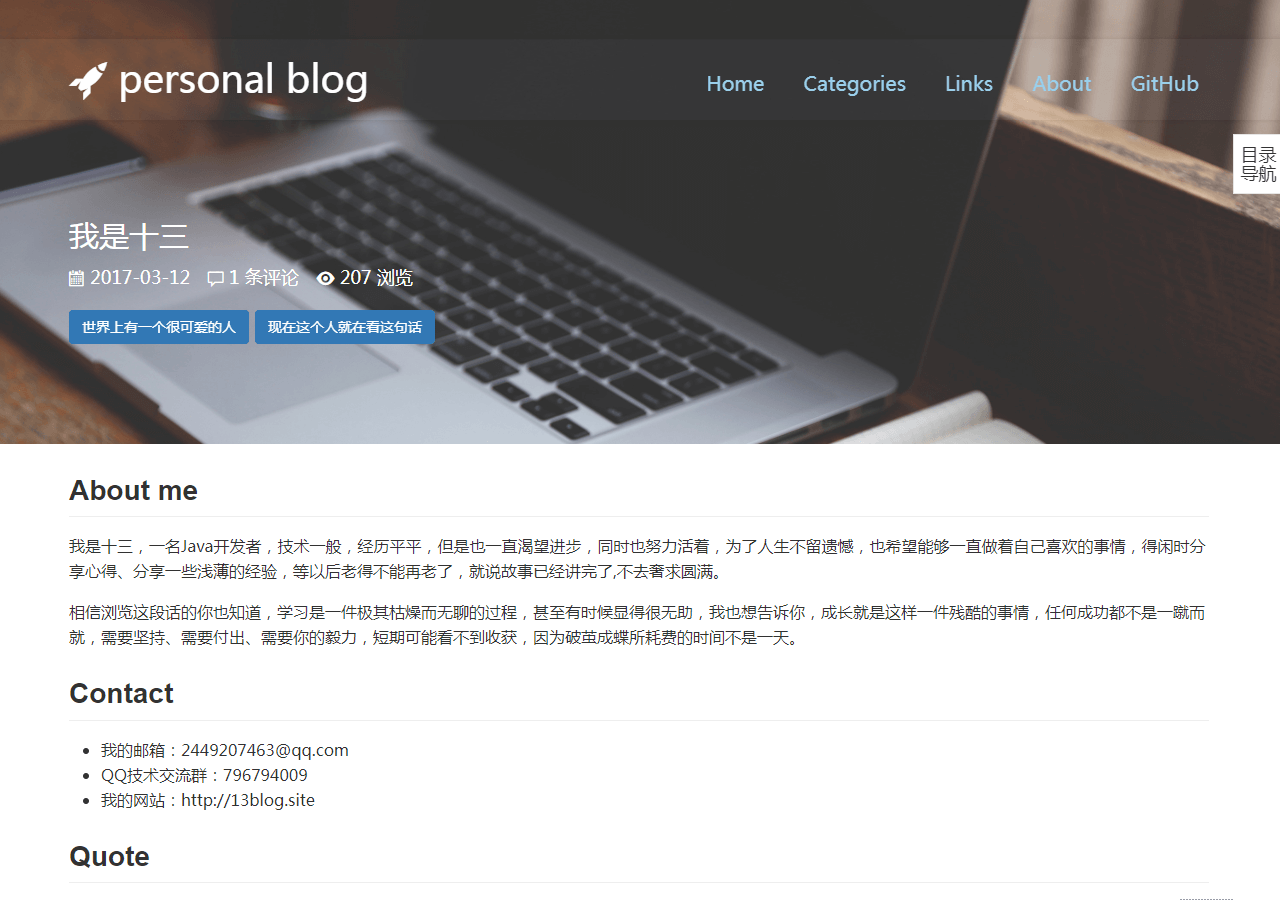 personal blog
Home Categories Links About GitHub
目录
导航
我是十三
2017-03-12 1 条评论 207 浏览
世界上有一个很可爱的人 现在这个人就在看这句话
About me
我是十三，一名Java开发者，技术一般，经历平平，但是也一直渴望进步，同时也努力活着，为了人生不留遗憾，也希望能够一直做着自己喜欢的事情，得闲时分
享心得、分享一些浅薄的经验，等以后老得不能再老了，就说故事已经讲完了,不去奢求圆满。
相信浏览这段话的你也知道，学习是一件极其枯燥而无聊的过程，甚至有时候显得很无助，我也想告诉你，成长就是这样一件残酷的事情，任何成功都不是一蹴而
就，需要坚持、需要付出、需要你的毅力，短期可能看不到收获，因为破茧成蝶所耗费的时间不是一天。
Contact
我的邮箱：2449207463@qq.com
QQ技术交流群：796794009
我的网站：http://13blog.site
Quote